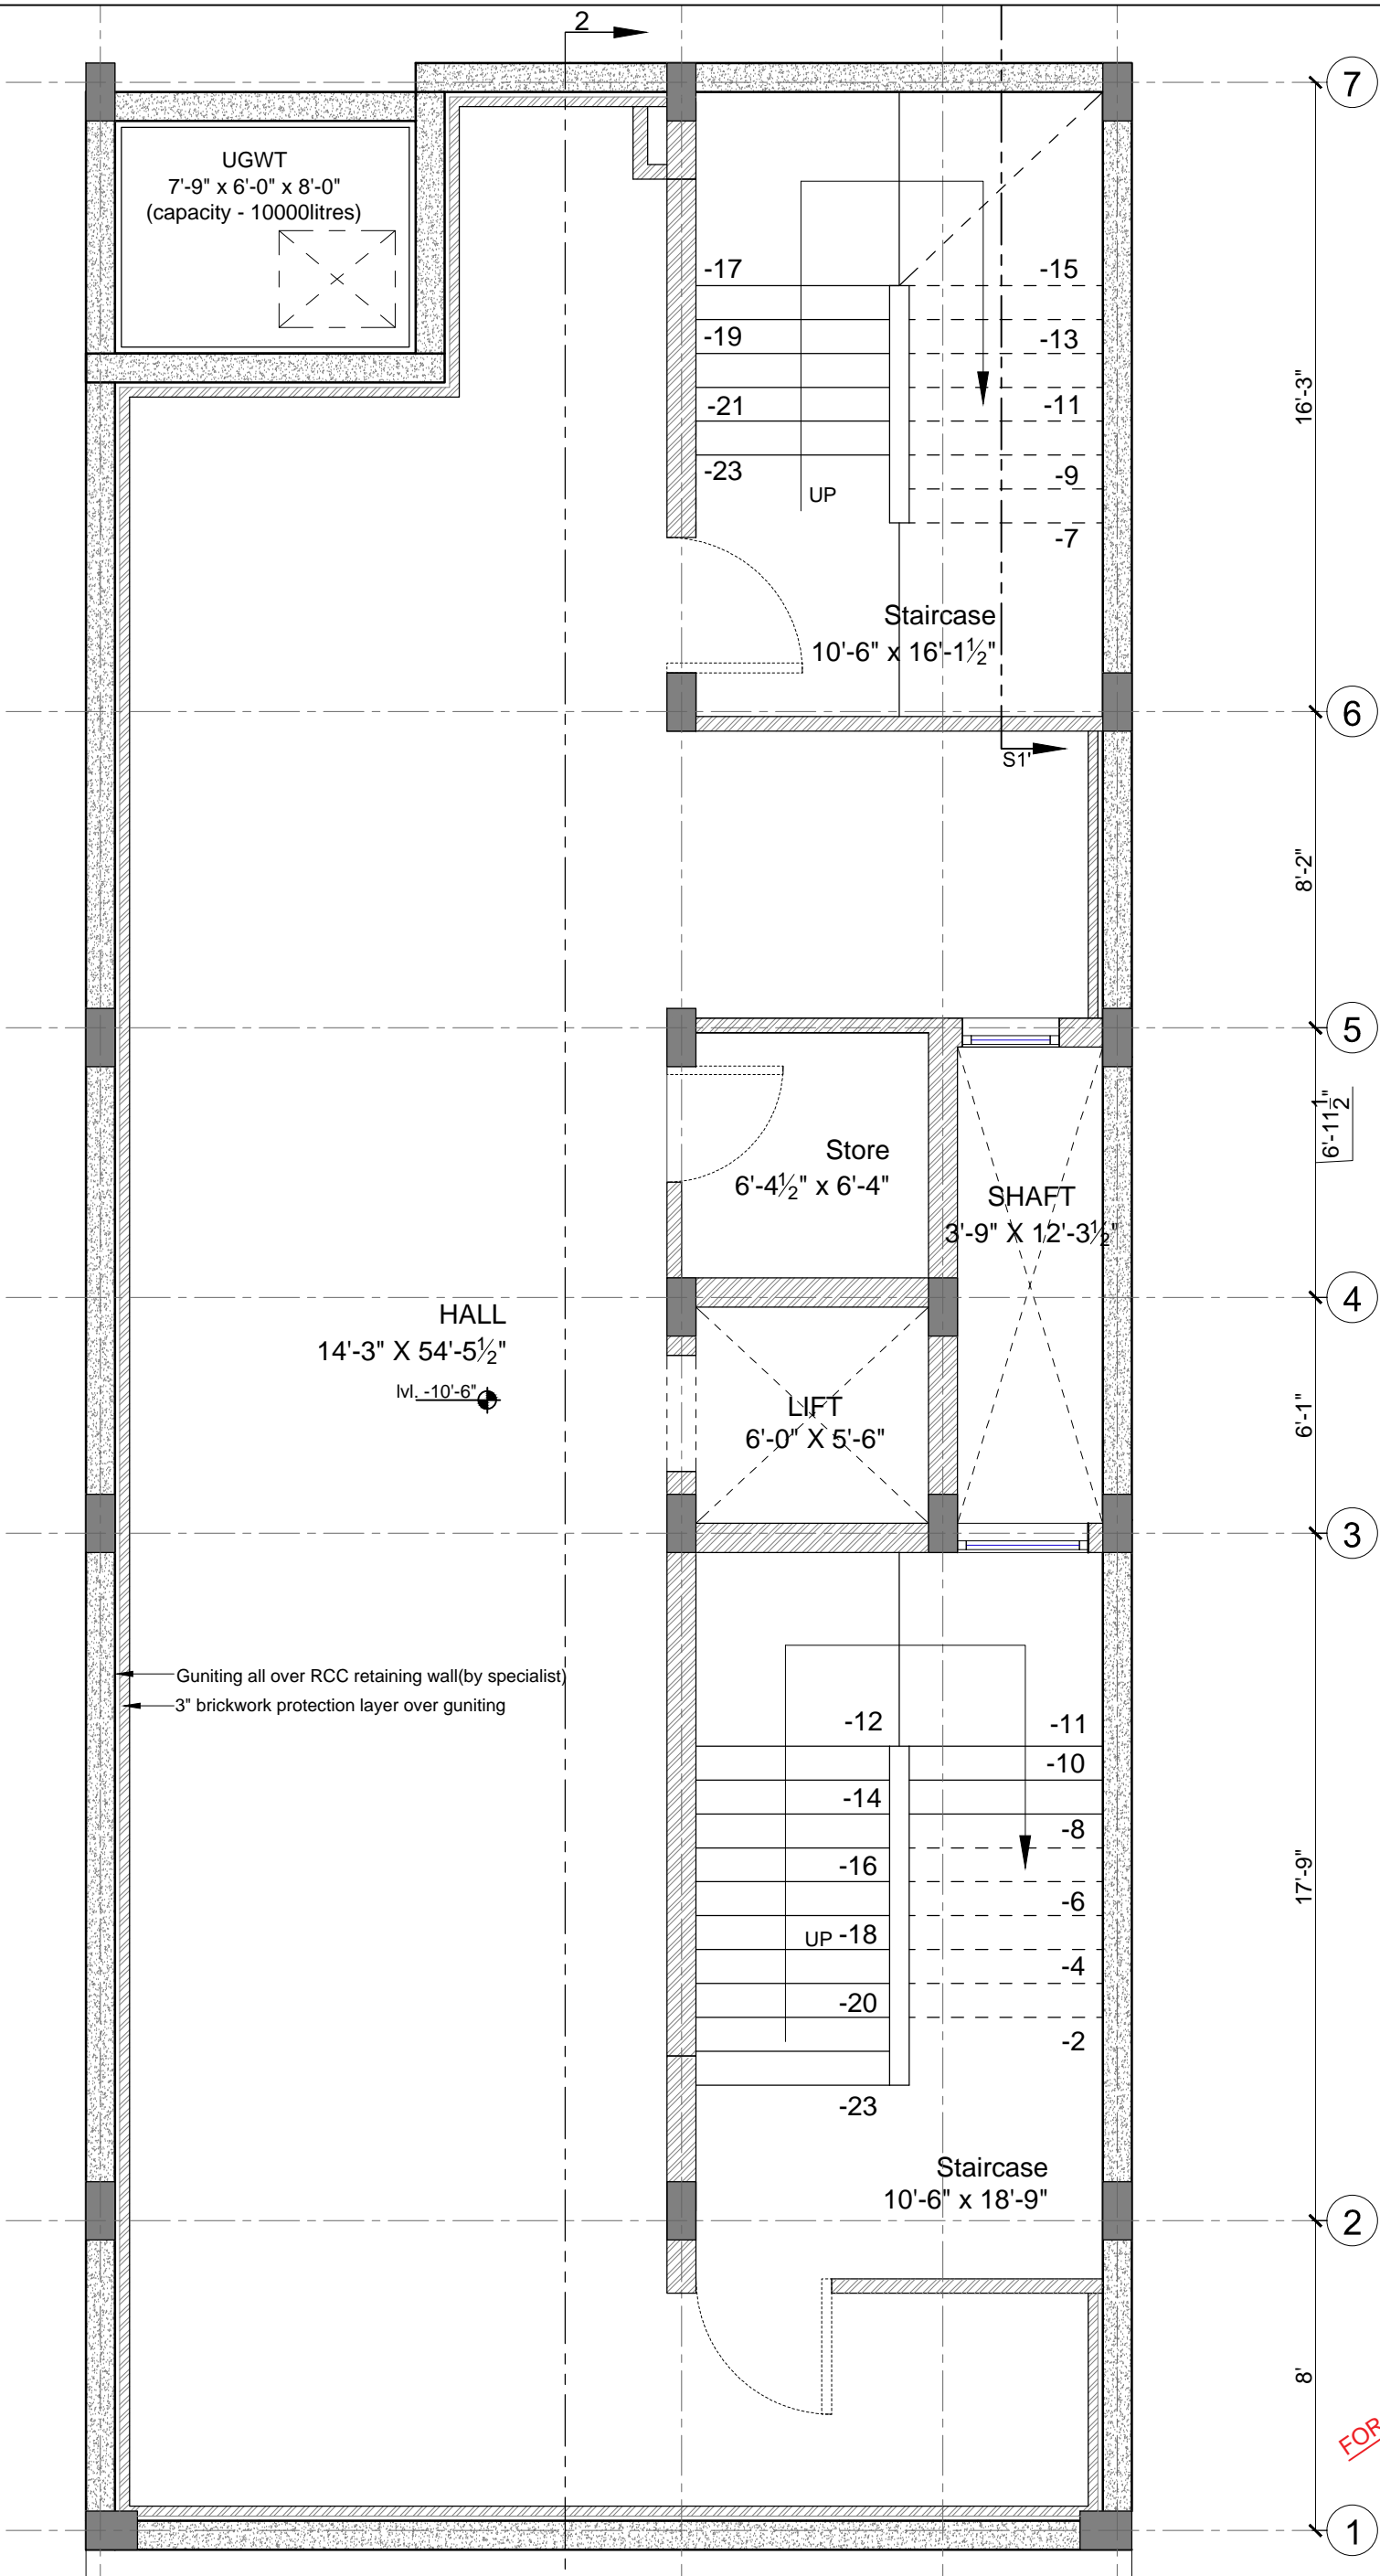 2
7
UGWT
7'-9" x 6'-0" x 8'-0"
(capacity - 10000litres)
-17
-15
-19
-13
-21
-11
-23
-9
UP
-7
16'-3"
Staircase
10'-6" x 16'-1½"
6
S1'
8'-2"
5
6'-11½"
Store
6'-4½" x 6'-4"
SHAFT
3'-9" X 12'-3½"
4
HALL
14'-3" X 54'-5½"
lvl. -10'-6"
LIFT
6'-0" X 5'-6"
6'-1"
3
Guniting all over RCC retaining wall(by specialist)
3" brickwork protection layer over guniting
-12
-11
-10
-14
-8
-16
-6
UP -18
-4
-20
-2
-23
17'-9"
Staircase
10'-6" x 18'-9"
2
8'
FOR
1